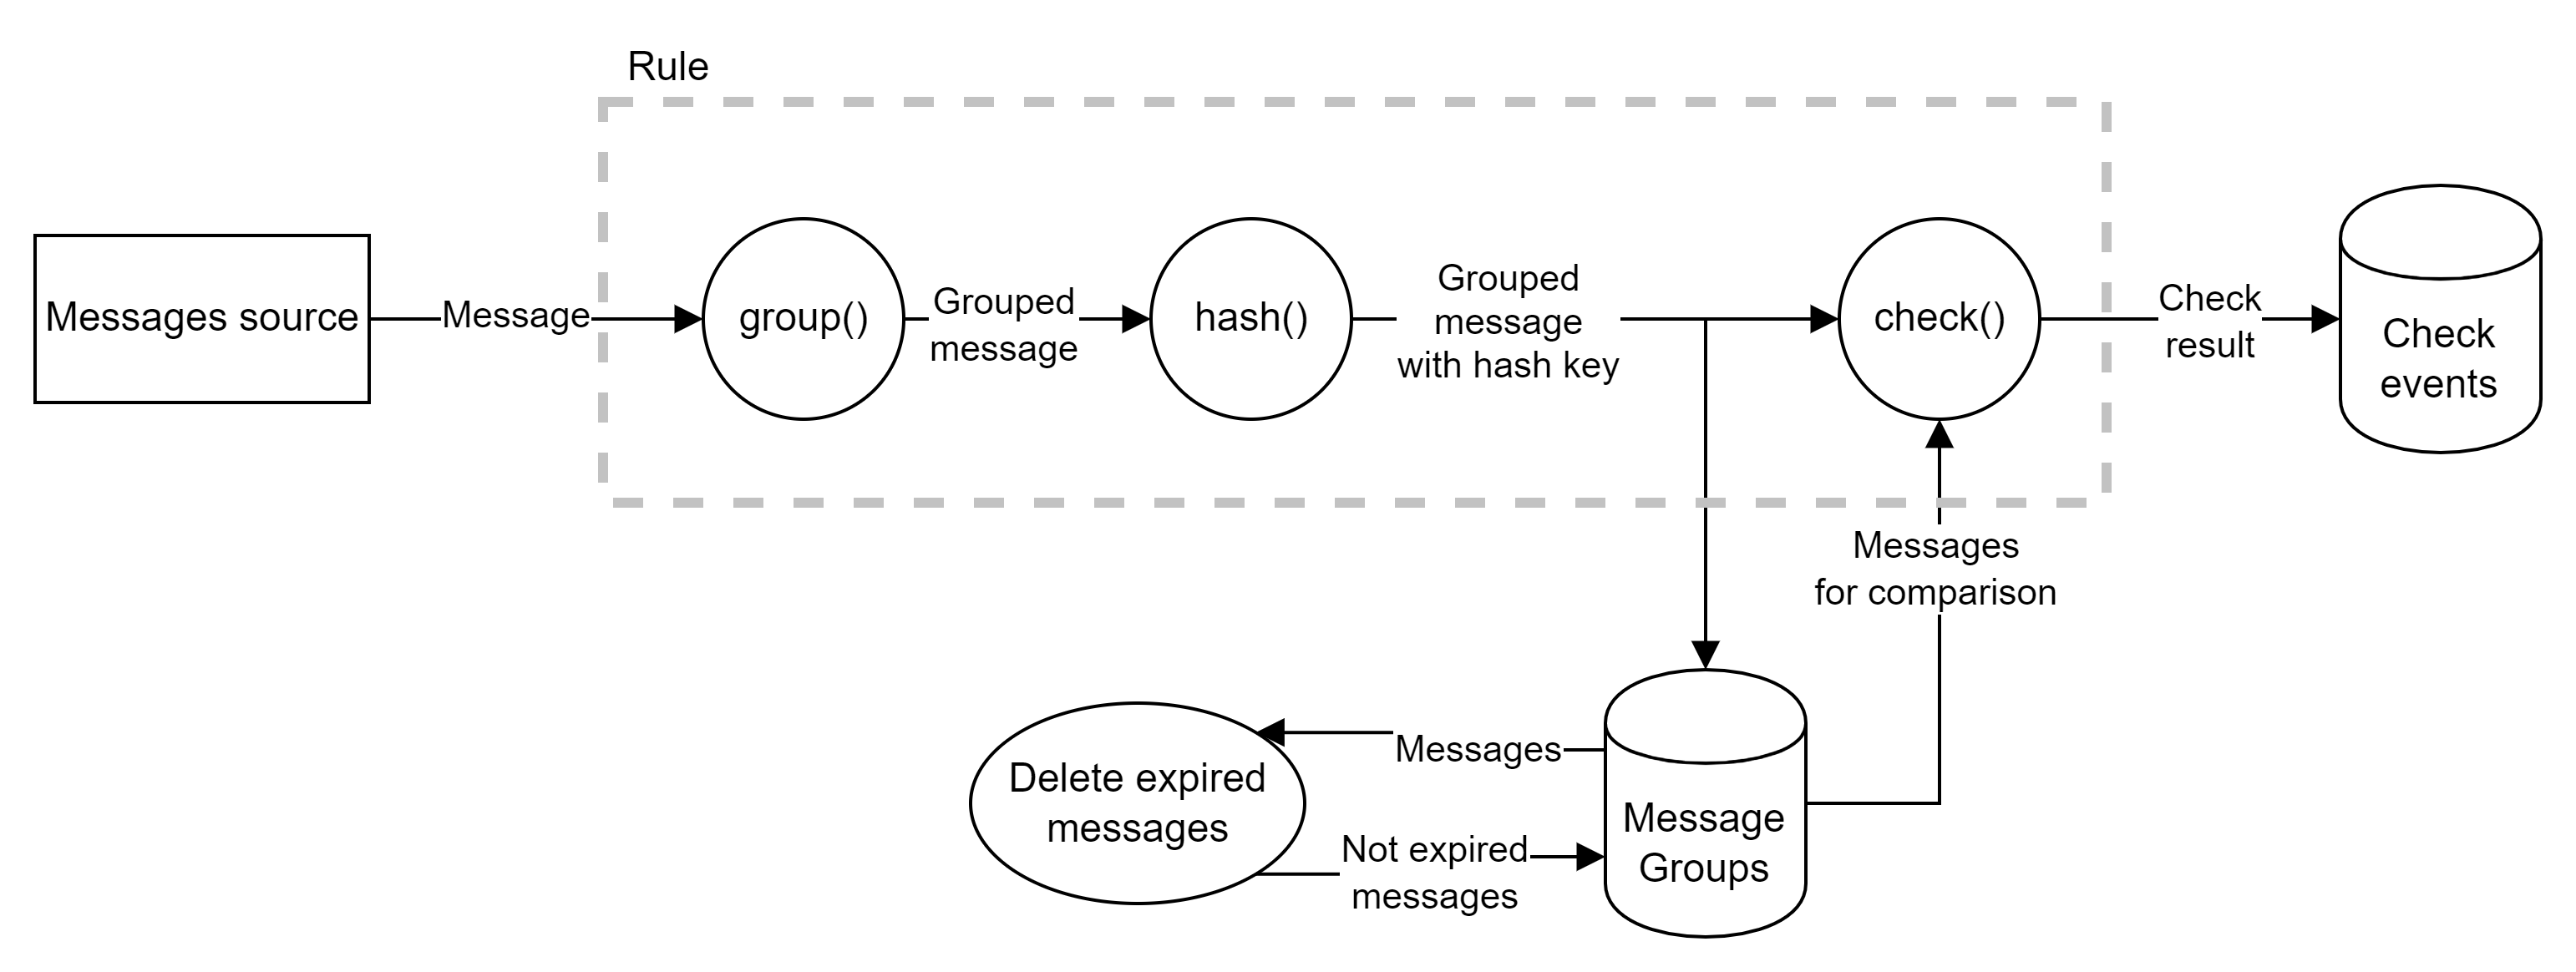 Rule
Messages source
Message
group()
Grouped
message
hash()
Grouped
message
with hash key
check()
Check
result
Check
events
Messages
for comparison
Messages
Delete expired
messages
Not expired
messages
Message
Groups